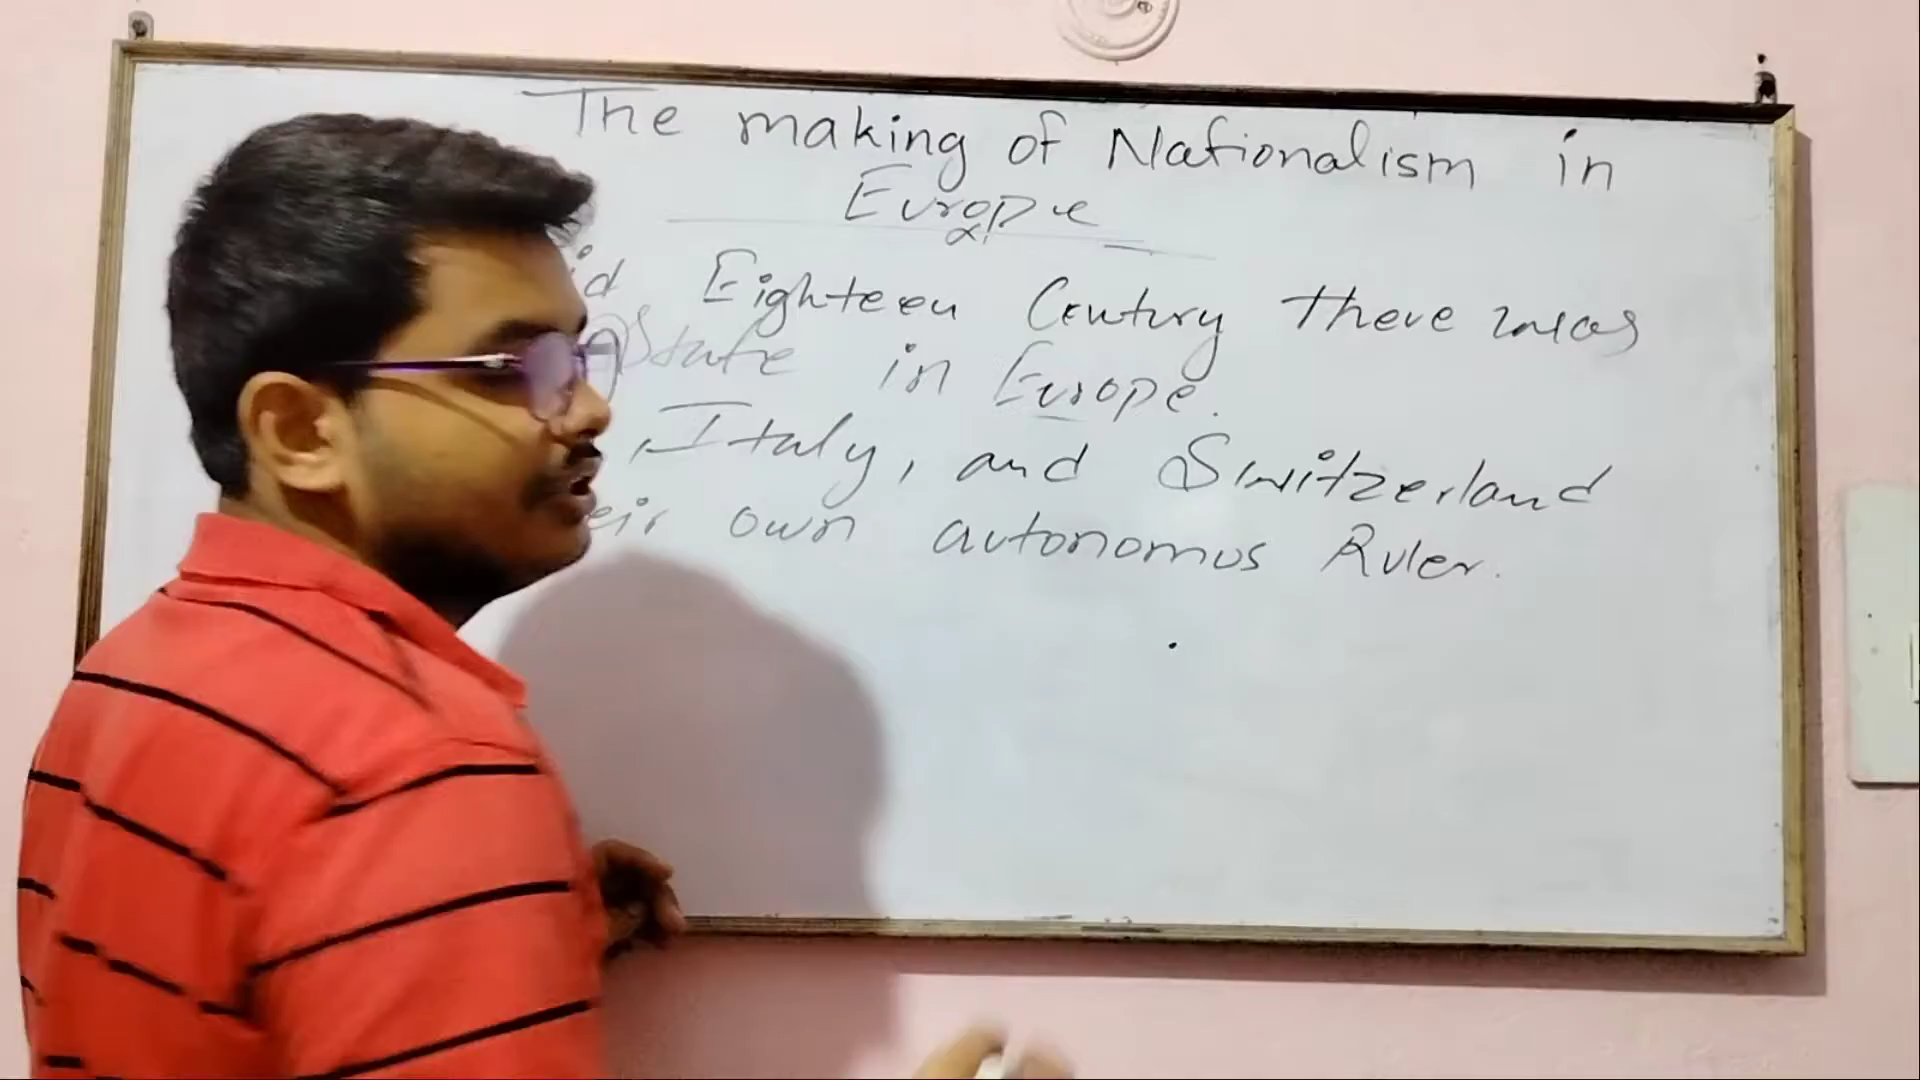 The making of Nationalism in
Europe
id Eighteen Century there was
State in Europe.
, Italy, and Switzerland
eir own autonomus Ruler.